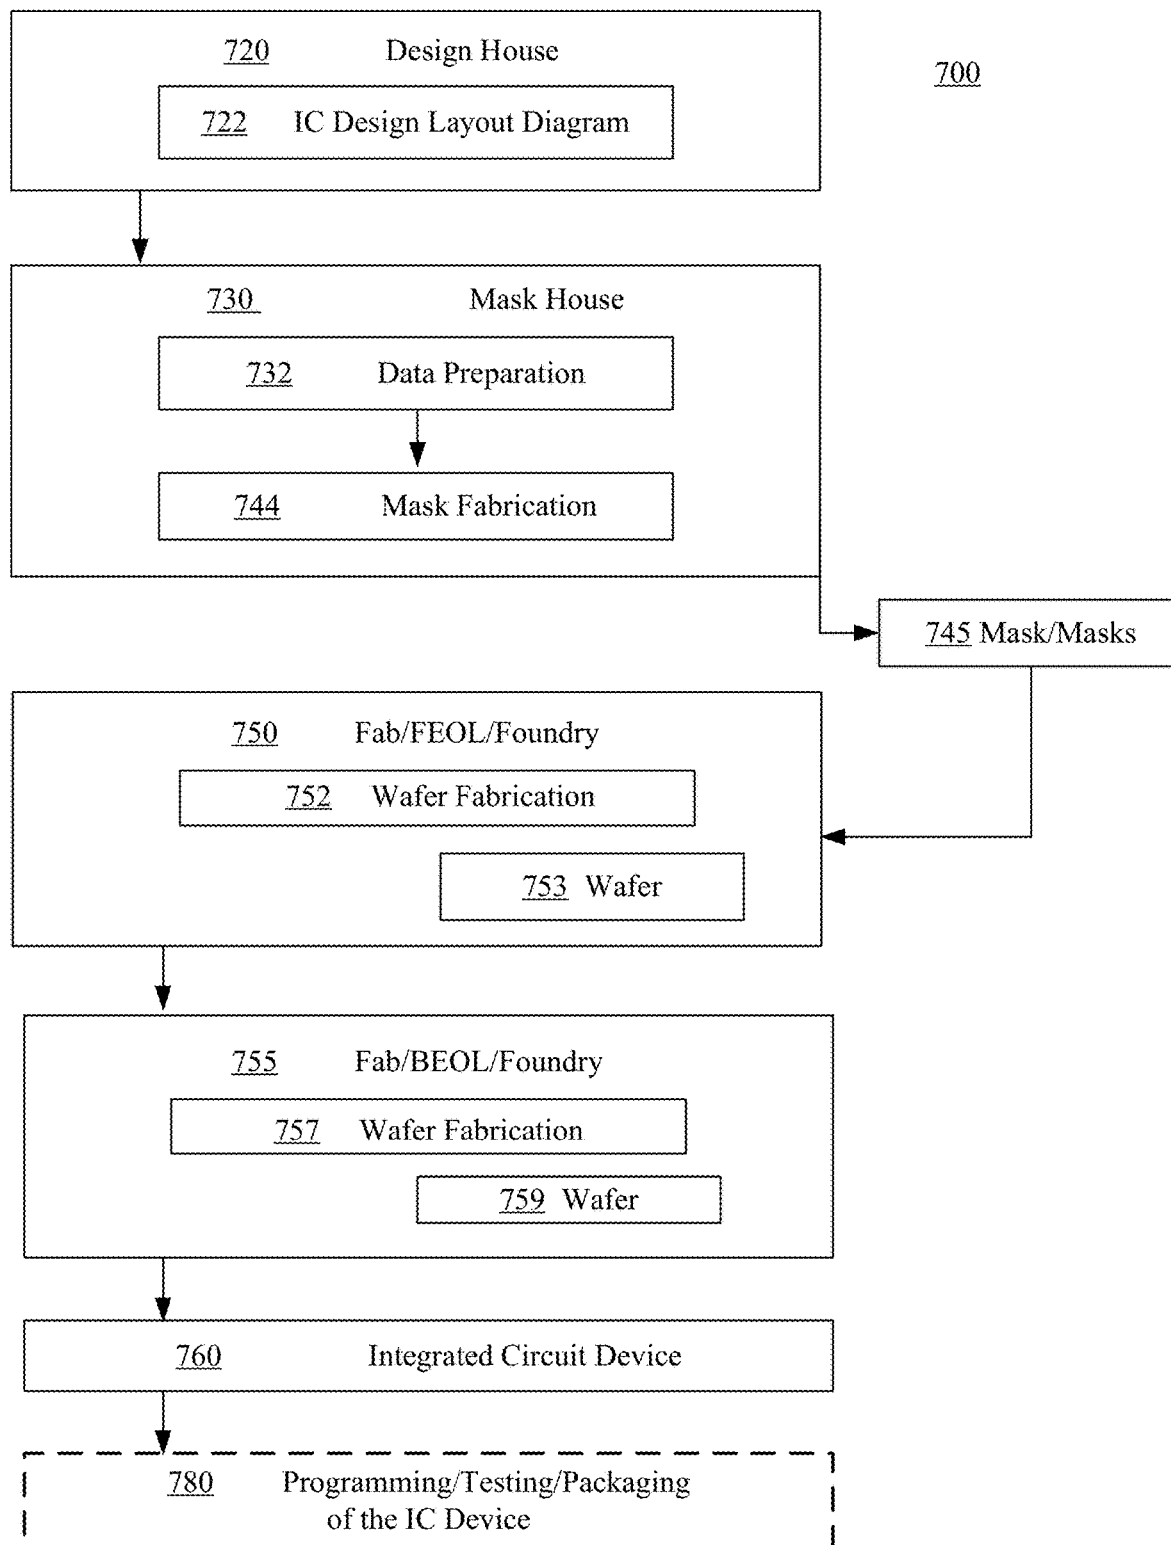 720 Design House
700
722 IC Design Layout Diagram
730 Mask House
732 Data Preparation
744 Mask Fabrication
745 Mask/Masks
750 Fab/FEOL/Foundry
752 Wafer Fabrication
753 Wafer
755 Fab/BEOL/Foundry
757 Wafer Fabrication
759 Wafer
760 Integrated Circuit Device
780 Programming/Testing/Packaging
of the IC Device